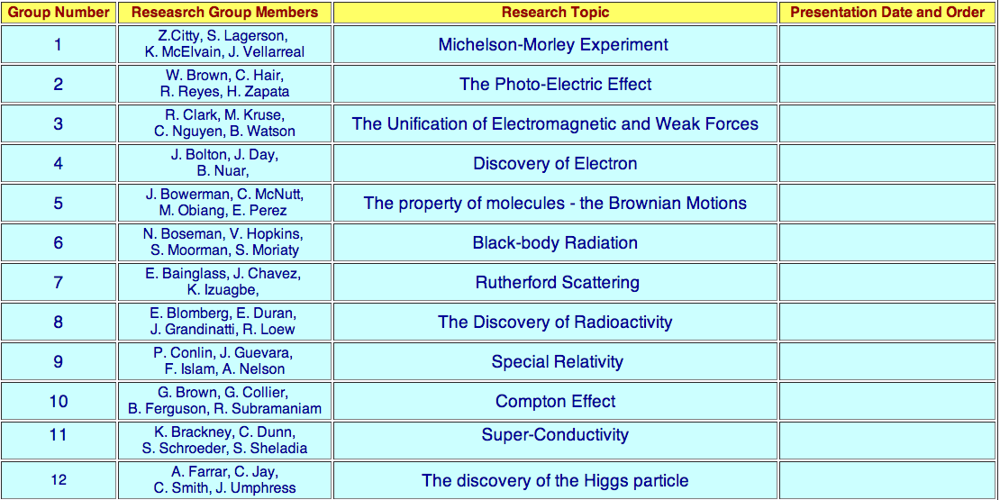 Group Number Reseasrch Group Members Research Topic Presentation Date and Order
1 Z.Citty, S. Lagerson, K. McElvain, J. Vellarreal Michelson-Morley Experiment
2 W. Brown, C. Hair, R. Reyes, H. Zapata The Photo-Electric Effect
3 R. Clark, M. Kruse, C. Nguyen, B. Watson The Unification of Electromagnetic and Weak Forces
4 J. Bolton, J. Day, B. Nuar, Discovery of Electron
5 J. Bowerman, C. McNutt, M. Obiang, E. Perez The property of molecules - the Brownian Motions
6 N. Boseman, V. Hopkins, S. Moorman, S. Moriaty Black-body Radiation
7 E. Bainglass, J. Chavez, K. Izuagbe, Rutherford Scattering
8 E. Blomberg, E. Duran, J. Grandinatti, R. Loew The Discovery of Radioactivity
9 P. Conlin, J. Guevara, F. Islam, A. Nelson Special Relativity
10 G. Brown, G. Collier, B. Ferguson, R. Subramaniam Compton Effect
11 K. Brackney, C. Dunn, S. Schroeder, S. Sheladia Super-Conductivity
12 A. Farrar, C. Jay, C. Smith, J. Umphress The discovery of the Higgs particle